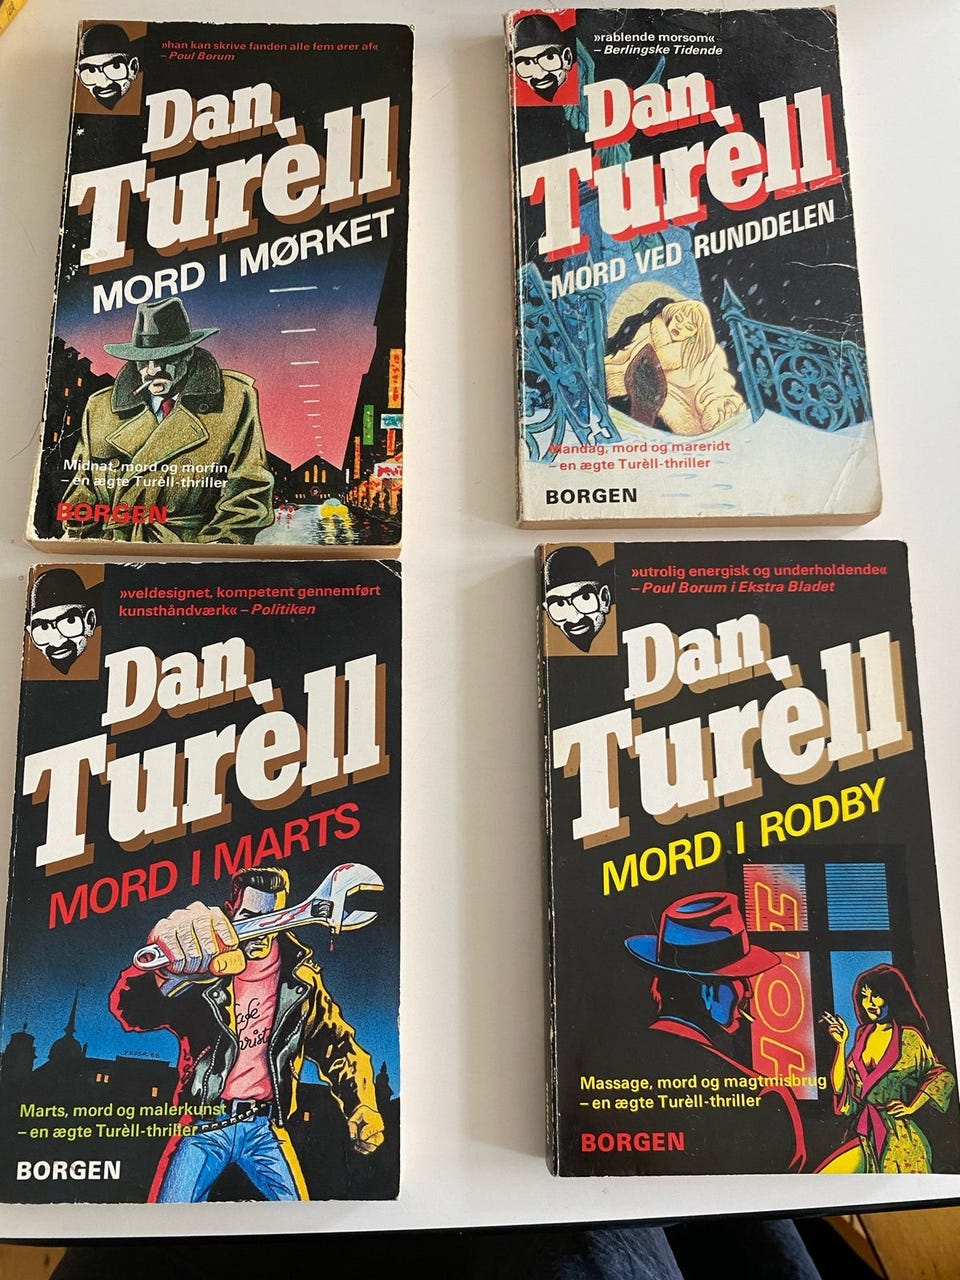 »han kan skrive fanden alle fem ører af«
– Poul Borum
Dan
Turèll
MORD I MØRKET
Midnat, mord og morfin
– en ægte Turèll-thriller
BORGEN
»rablende morsom«
– Berlingske Tidende
Dan
Turèll
MORD VED RUNDDELEN
Mandag, mord og mareridt
– en ægte Turèll-thriller
BORGEN
»veldesignet, kompetent gennemført
kunsthåndværk« – Politiken
Dan
Turèll
MORD I MARTS
Café
Christ
Marts, mord og malerkunst
– en ægte Turèll-thriller
BORGEN
»utrolig energisk og underholdende«
– Poul Borum i Ekstra Bladet
Dan
Turèll
MORD I RODBY
HOTE
Massage, mord og magtmisbrug
– en ægte Turèll-thriller
BORGEN